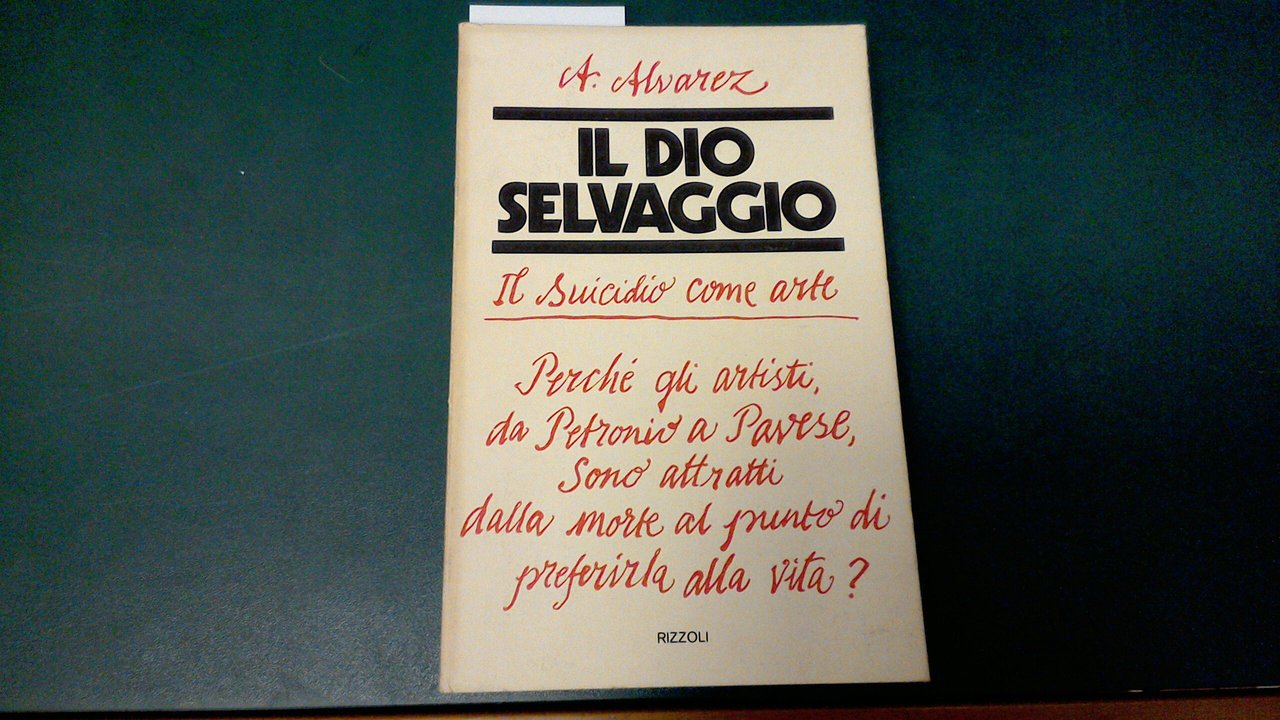 A. Alvarez
IL DIO
SELVAGGIO
Il Suicidio come arte
Perché gli artisti,
da Petronio a Pavese,
Sono attratti
dalla morte al punto di
preferirla alla vita?
RIZZOLI